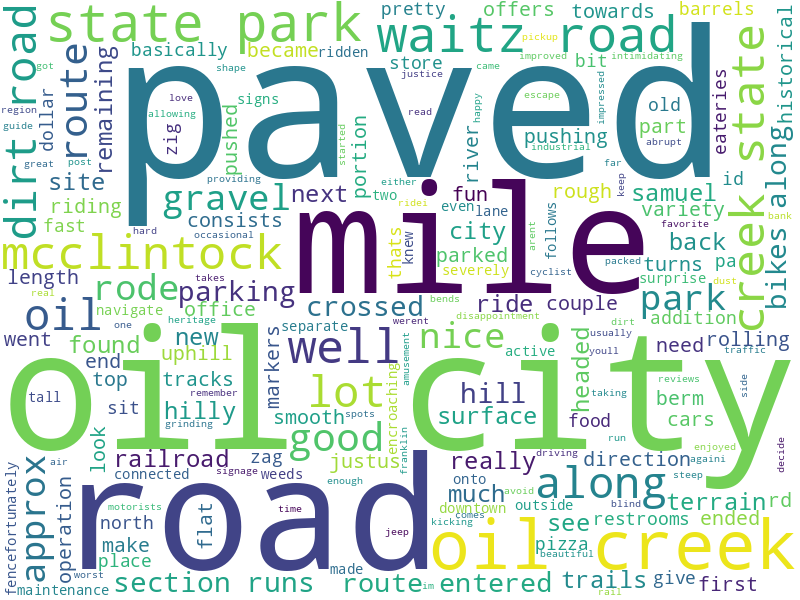 state park
pretty
offers
towards
barrels
pickup
basically
became
ridden
waitz road
improved
intimidating
got
shape
justice
came
store
bit
dirt road
route
remaining
dollar
signs
love
allowing
read
region
guide
great
post
zig
pushed
started
portion
river
happy
escape
impressed
industrial
pushing
old
part
eateries
historical
paved
site
providing
two
either
far
keep
abrupt
samuel
id
creek state
along
bikes
riding
gravel
next
fun
even
lane
rough
variety
favorite
bank
fast
hard
occasional
consists
mile
city
knew
follows
cyclist
packed
back
pa
mcclintock
thats
parked
severely
arent
turns
surprise
dust
length
real
takes
rode
parking
ridei
bends
ride
couple
park
addition
oil
navigate
office
crossed
disappointment
dirt
went
one
heritage
separate
werent
nice
need
rolling
found
new
well
usually
youll
traffic
end
uphill
markers
amusement
active
headed
top
tracks
remember
encroaching
hill
taking
reviews
side
tall
sit
hilly
smooth
spots
lot
surface
food
berm
cars
oil city
look
grinding
good
franklin
run
enjoyed
decide
railroad
zag
justus
really
driving
direction
avoid
againi
air
connected
signage
weeds
enough
onto
blind
steep
fencefortunately
approx
operation
much
along
terrain
rd
north
flat
time
road
downtown
outside
see
restrooms
ended
motorists
make
jeep
kicking
comes
pizza
place
oil creek
beautiful
worst
section runs
made
route
im
entered
trails
give
first
maintenance
rail